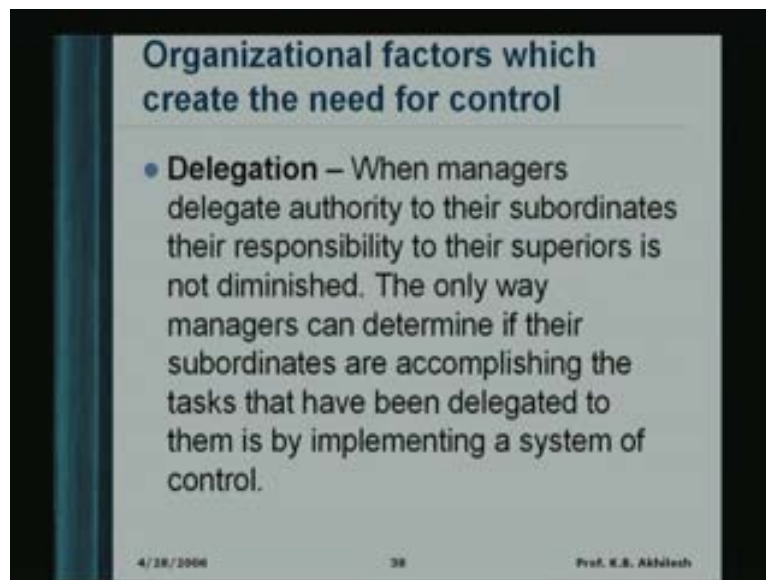 Organizational factors which
create the need for control
• Delegation – When managers
delegate authority to their subordinates
their responsibility to their superiors is
not diminished. The only way
managers can determine if their
subordinates are accomplishing the
tasks that have been delegated to
them is by implementing a system of
control.
4/28/2006 38 Prof. K.B. Akhilesh